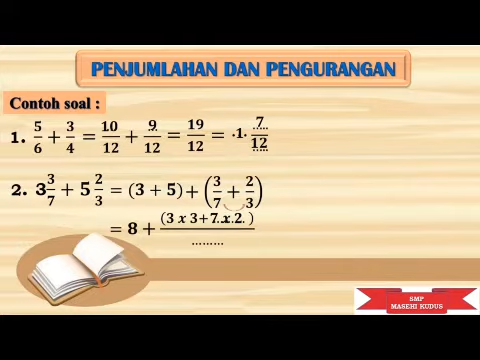 PENJUMLAHAN DAN PENGURANGAN
Contoh soal :
1. 5/6 + 3/4 = 10/12 + 9/12 = 19/12 = 1 7/12
2. 3 3/7 + 5 2/3 = (3 + 5) + (3/7 + 2/3)
= 8 + (3 x 3+7.x.2. )/.........
SMP
MASEHI KUDUS